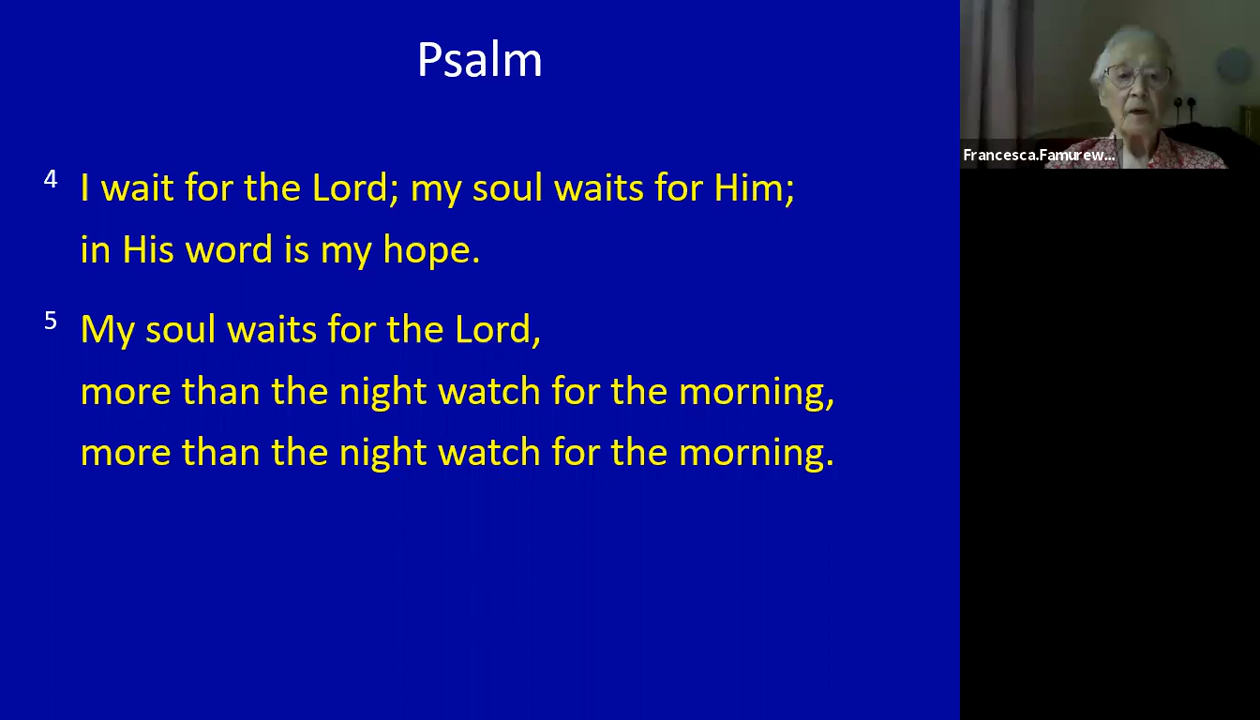 Psalm
4 I wait for the Lord; my soul waits for Him;
in His word is my hope.
5 My soul waits for the Lord,
more than the night watch for the morning,
more than the night watch for the morning.
Francesca.Famurew...